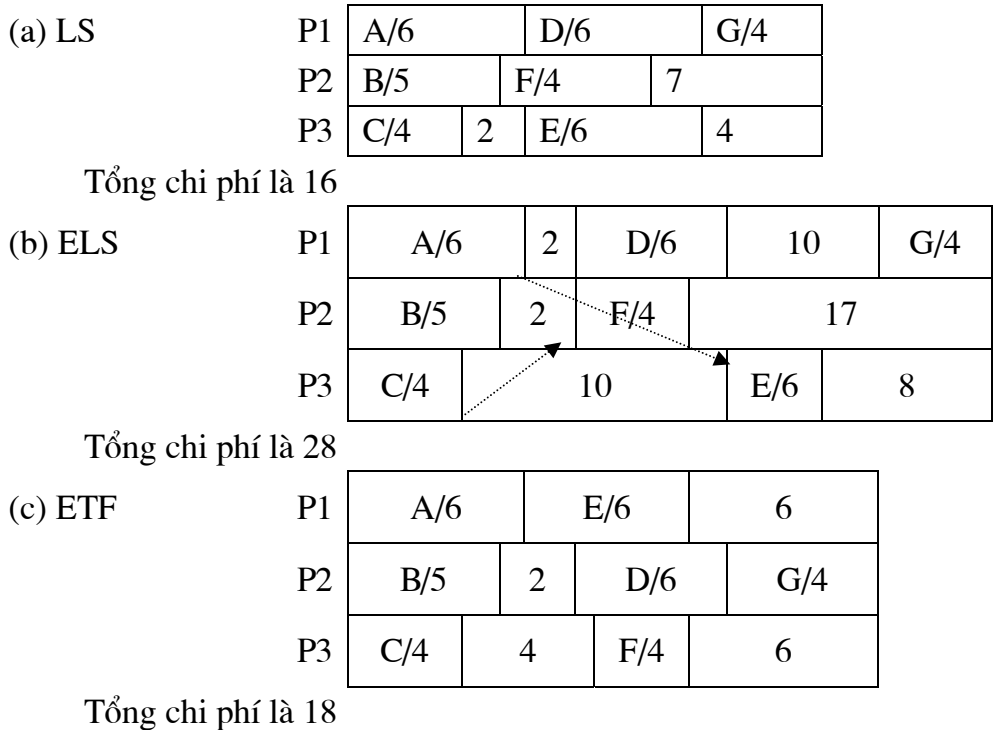 (a) LS P1 A/6 D/6 G/4
P2 B/5 F/4 7
P3 C/4 2 E/6 4
Tổng chi phí là 16
(b) ELS P1 A/6 2 D/6 10 G/4
P2 B/5 2 F/4 17
P3 C/4 10 E/6 8
Tổng chi phí là 28
(c) ETF P1 A/6 E/6 6
P2 B/5 2 D/6 G/4
P3 C/4 4 F/4 6
Tổng chi phí là 18